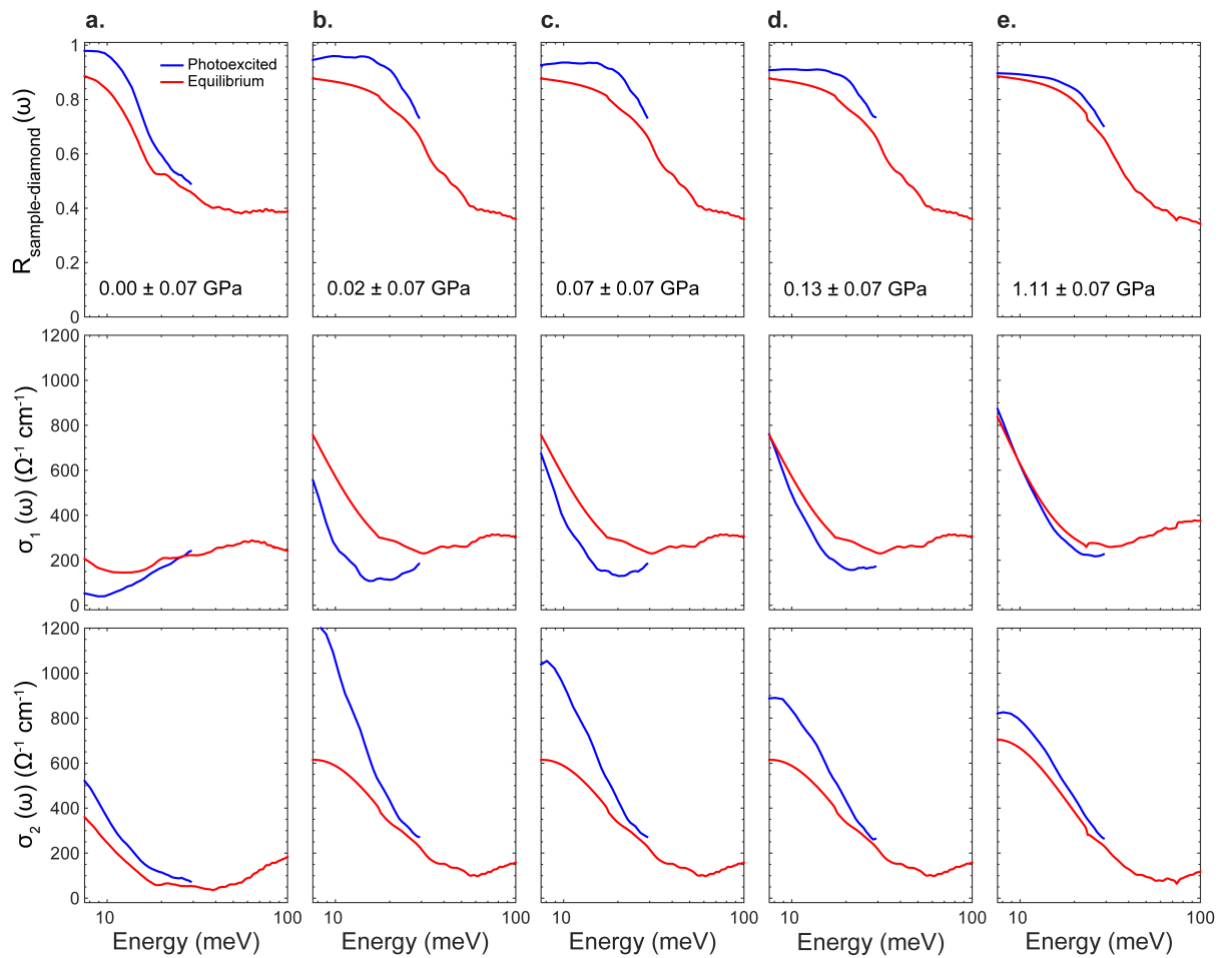 a.
b.
c.
d.
e.
R_sample-diamond(ω)
1
0.8
0.6
0.4
0.2
0
Photoexcited
Equilibrium
0.00 ± 0.07 GPa
0.02 ± 0.07 GPa
0.07 ± 0.07 GPa
0.13 ± 0.07 GPa
1.11 ± 0.07 GPa
σ₁ (ω) (Ω⁻¹ cm⁻¹)
1200
1000
800
600
400
200
0
σ₂ (ω) (Ω⁻¹ cm⁻¹)
1200
1000
800
600
400
200
0
10 100
10 100
10 100
10 100
10 100
Energy (meV)
Energy (meV)
Energy (meV)
Energy (meV)
Energy (meV)